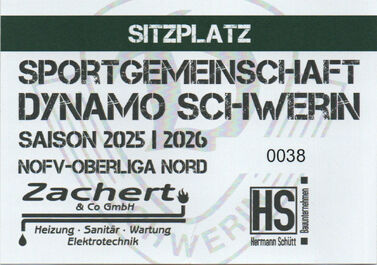 SITZPLATZ
SPORTGEMEINSCHAFT
DYNAMO SCHWERIN
SAISON 2025 | 2026
NOFV-OBERLIGA NORD
0038
Zachert
& Co GmbH
Heizung · Sanitär · Wartung
Elektrotechnik
HS
Bauunternehmen
Hermann Schütt
SCHWERIN